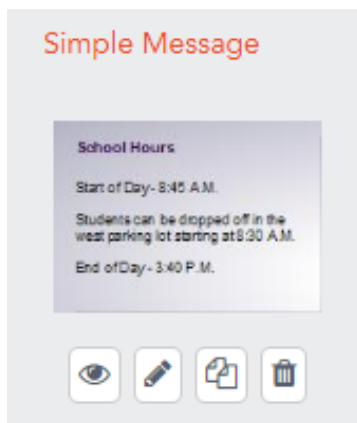 Simple Message
School Hours
Start of Day- 8:45 A.M.
Students can be dropped off in the
west parking lot starting at 8:30 A.M.
End of Day - 3:40 P.M.